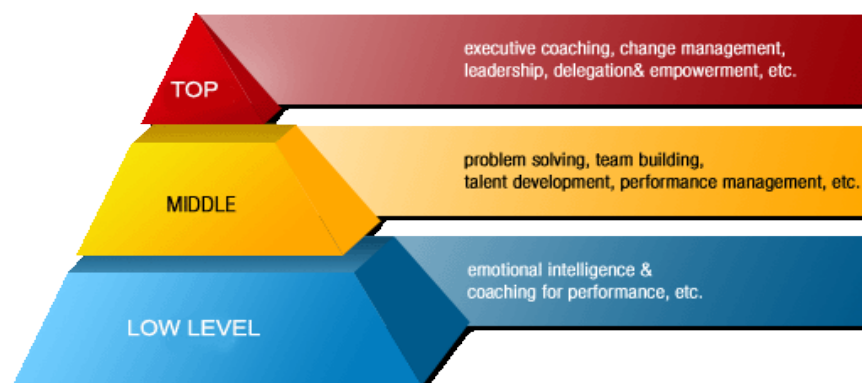 TOP
executive coaching, change management,
leadership, delegation& empowerment, etc.
MIDDLE
problem solving, team building,
talent development, performance management, etc.
LOW LEVEL
emotional intelligence &
coaching for performance, etc.